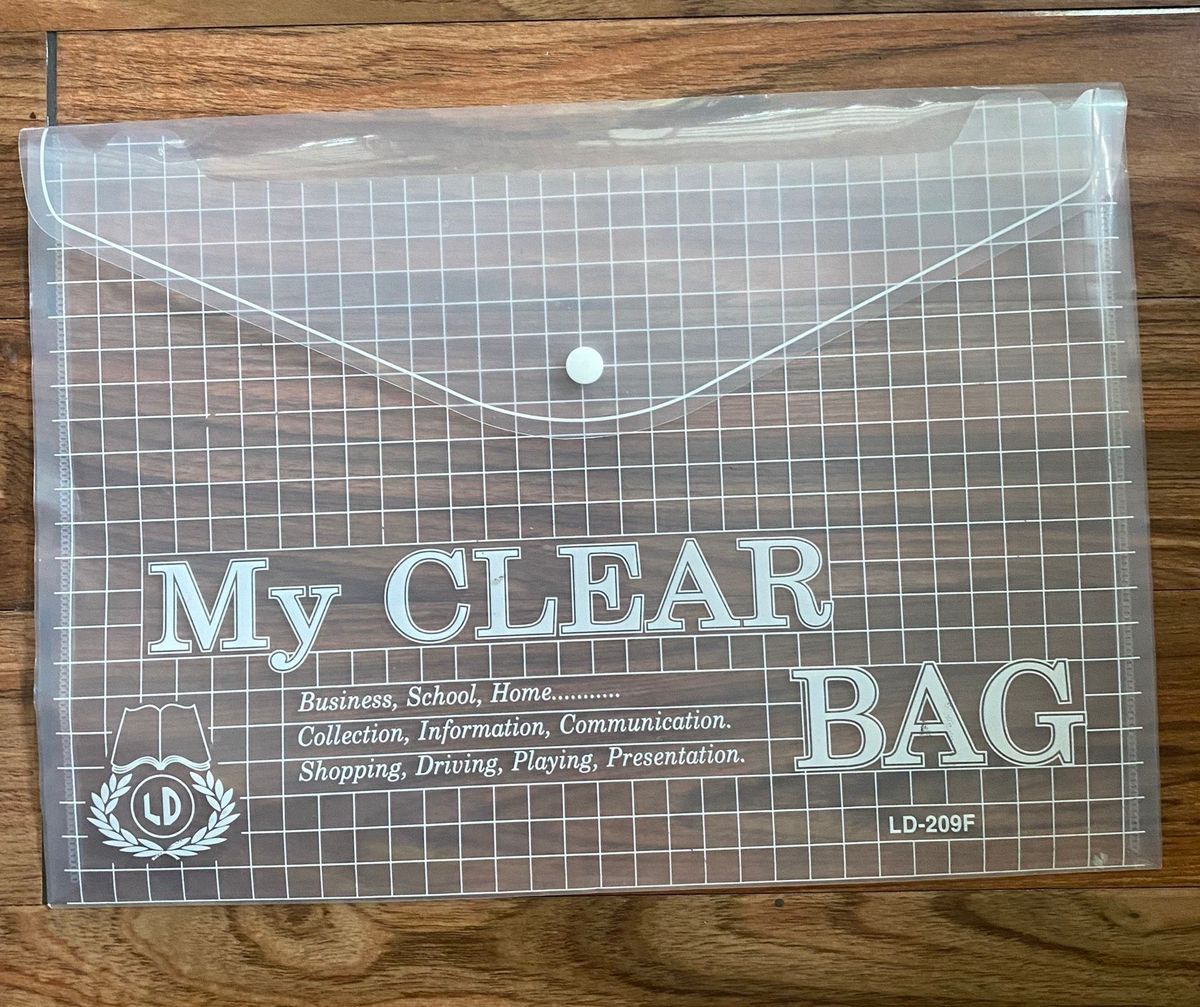 My CLEAR
BAG
Business, School, Home...........
Collection, Information, Communication.
Shopping, Driving, Playing, Presentation.
LD
LD-209F